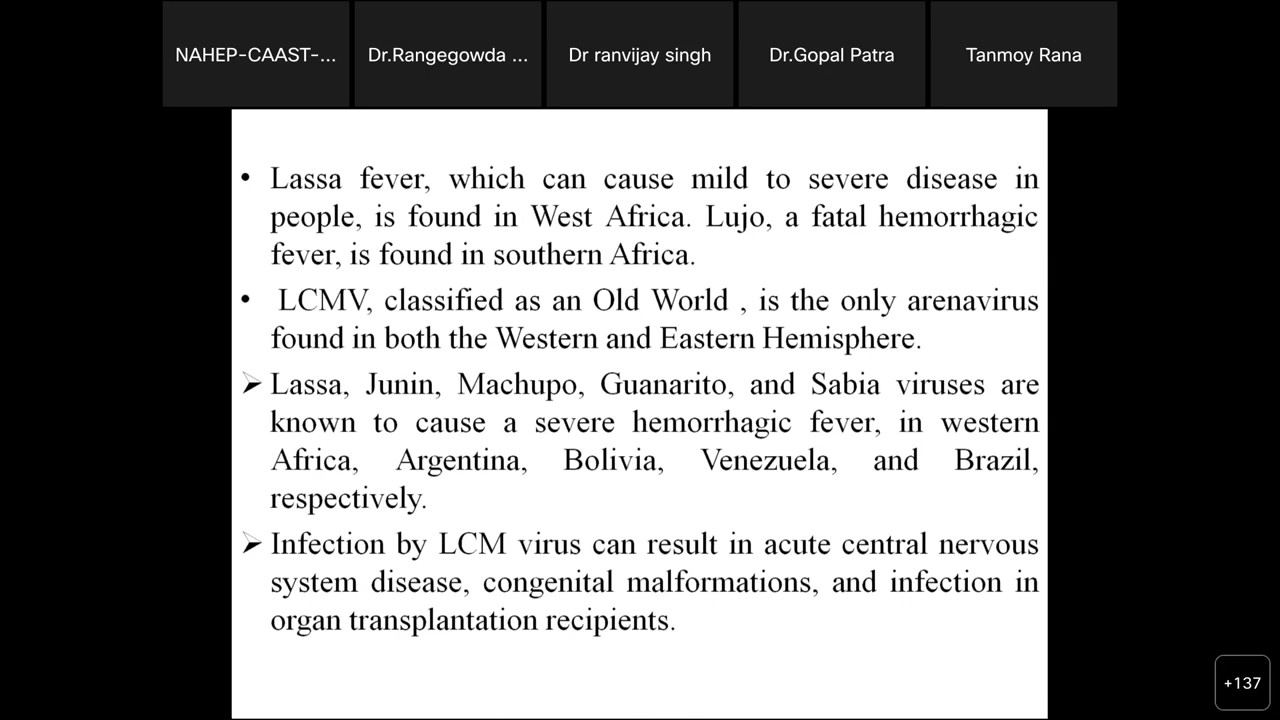 NAHEP-CAAST-...
Dr.Rangegowda ...
Dr ranvijay singh
Dr.Gopal Patra
Tanmoy Rana
• Lassa fever, which can cause mild to severe disease in
people, is found in West Africa. Lujo, a fatal hemorrhagic
fever, is found in southern Africa.
• LCMV, classified as an Old World , is the only arenavirus
found in both the Western and Eastern Hemisphere.
➢ Lassa, Junin, Machupo, Guanarito, and Sabia viruses are
known to cause a severe hemorrhagic fever, in western
Africa, Argentina, Bolivia, Venezuela, and Brazil,
respectively.
➢ Infection by LCM virus can result in acute central nervous
system disease, congenital malformations, and infection in
organ transplantation recipients.
+137